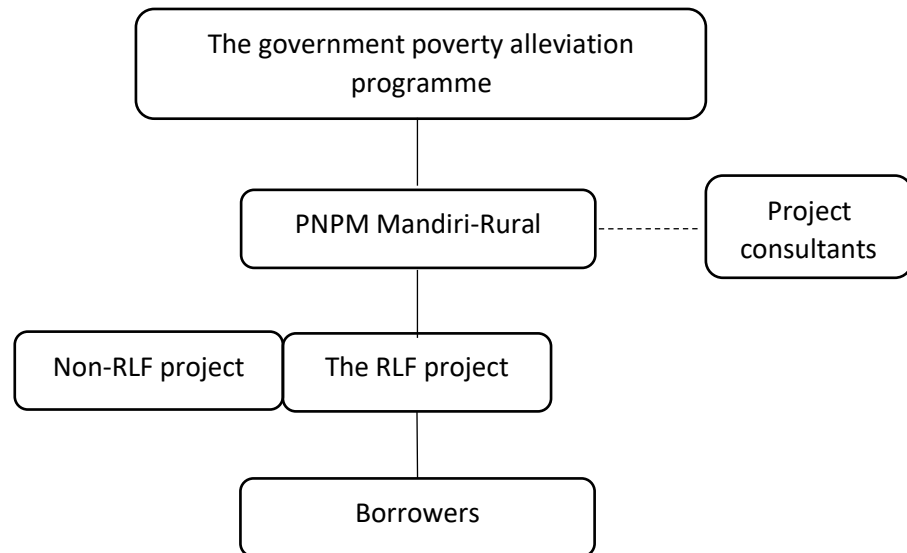 The government poverty alleviation
programme
PNPM Mandiri-Rural
Project
consultants
Non-RLF project
The RLF project
Borrowers